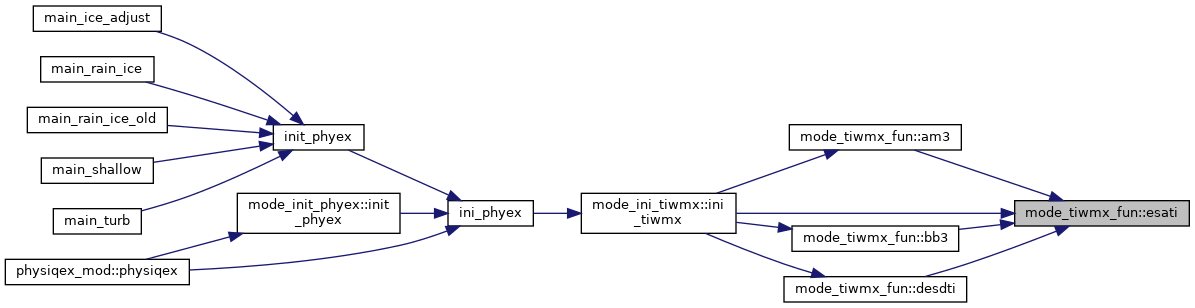 main_ice_adjust
main_rain_ice
main_rain_ice_old
main_shallow
main_turb
physiqex_mod::physiqex
init_phyex
mode_init_phyex::init
_phyex
ini_phyex
mode_ini_tiwmx::ini
_tiwmx
mode_tiwmx_fun::am3
mode_tiwmx_fun::bb3
mode_tiwmx_fun::desdti
mode_tiwmx_fun::esati